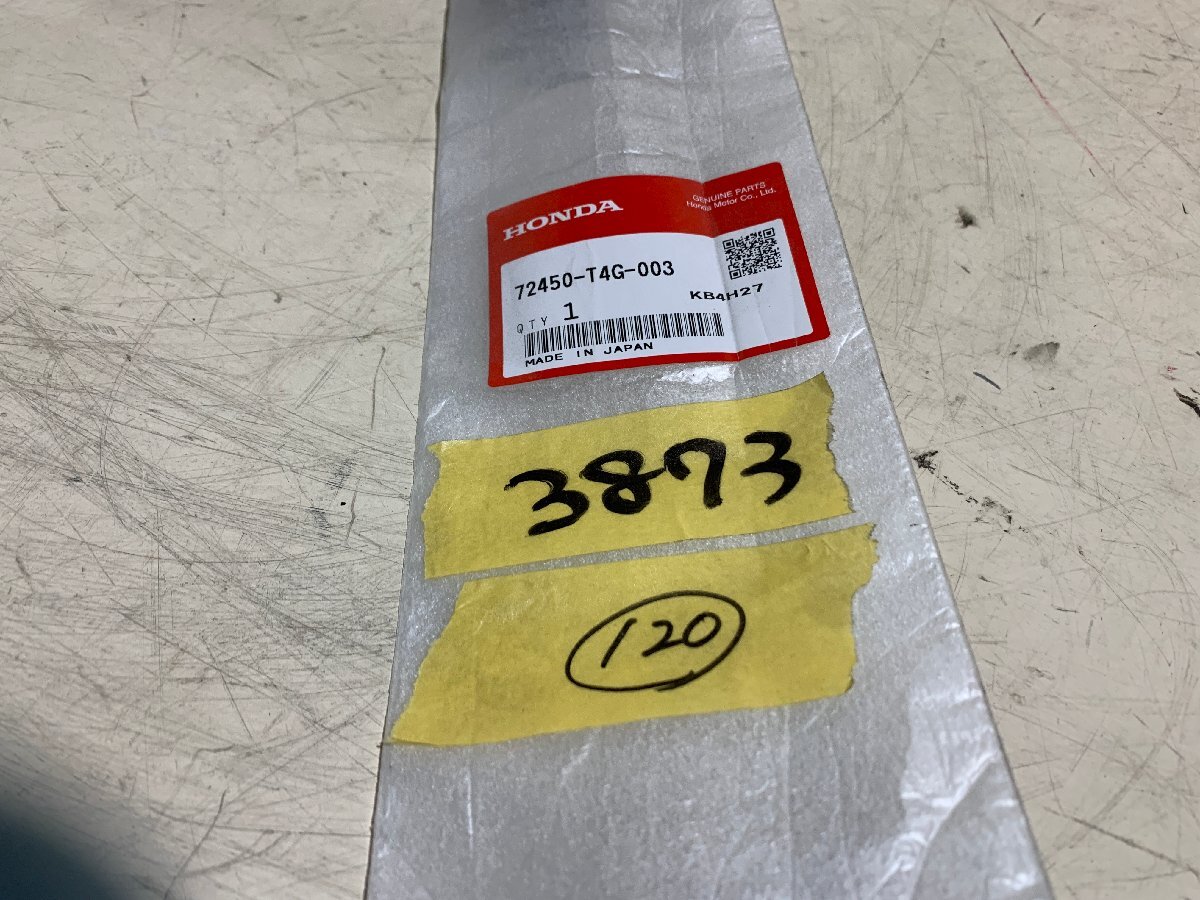 HONDA
GENUINE PARTS
Honda Motor Co., Ltd.
72450-T4G-003
KB4H27
QTY 1
MADE IN JAPAN
3873
120